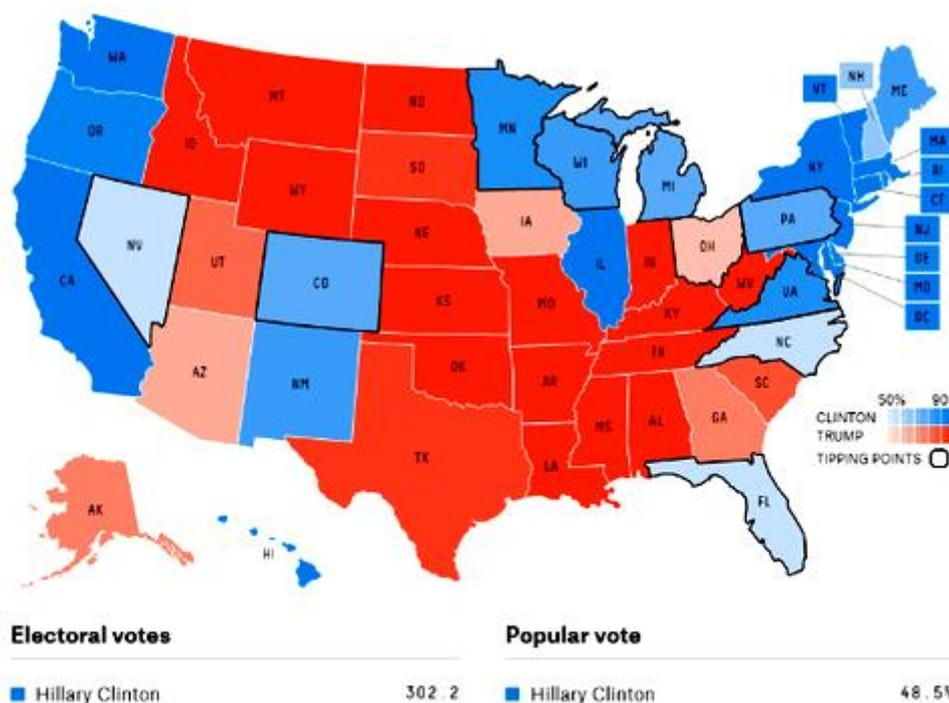 WA
MT
ND
MN
VT
NH
ME
OR
ID
SD
WI
MI
NY
MA
RI
CT
WY
IA
PA
NJ
NV
NE
OH
DE
UT
IL
IN
MD
CA
CO
WV
VA
DC
KS
MO
KY
NC
AZ
NM
OK
AR
TN
SC
MS
AL
GA
TX
LA
50% 90
CLINTON
TRUMP
TIPPING POINTS
AK
FL
HI
Electoral votes Popular vote
Hillary Clinton 302.2 Hillary Clinton 48.5%